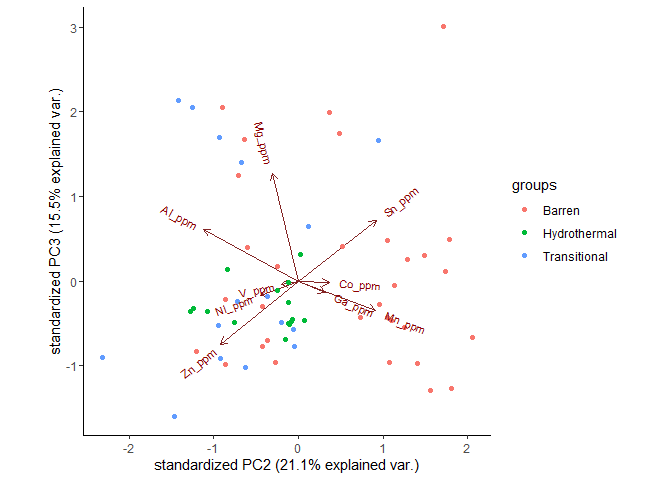 3
2
1
0
-1
standardized PC3 (15.5% explained var.)
Mg_ppm
Sn_ppm
Al_ppm
V_ppm
Co_ppm
Ni_ppm
Ga_ppm
Mn_ppm
Zn_ppm
-2
-1
0
1
2
standardized PC2 (21.1% explained var.)
groups
Barren
Hydrothermal
Transitional